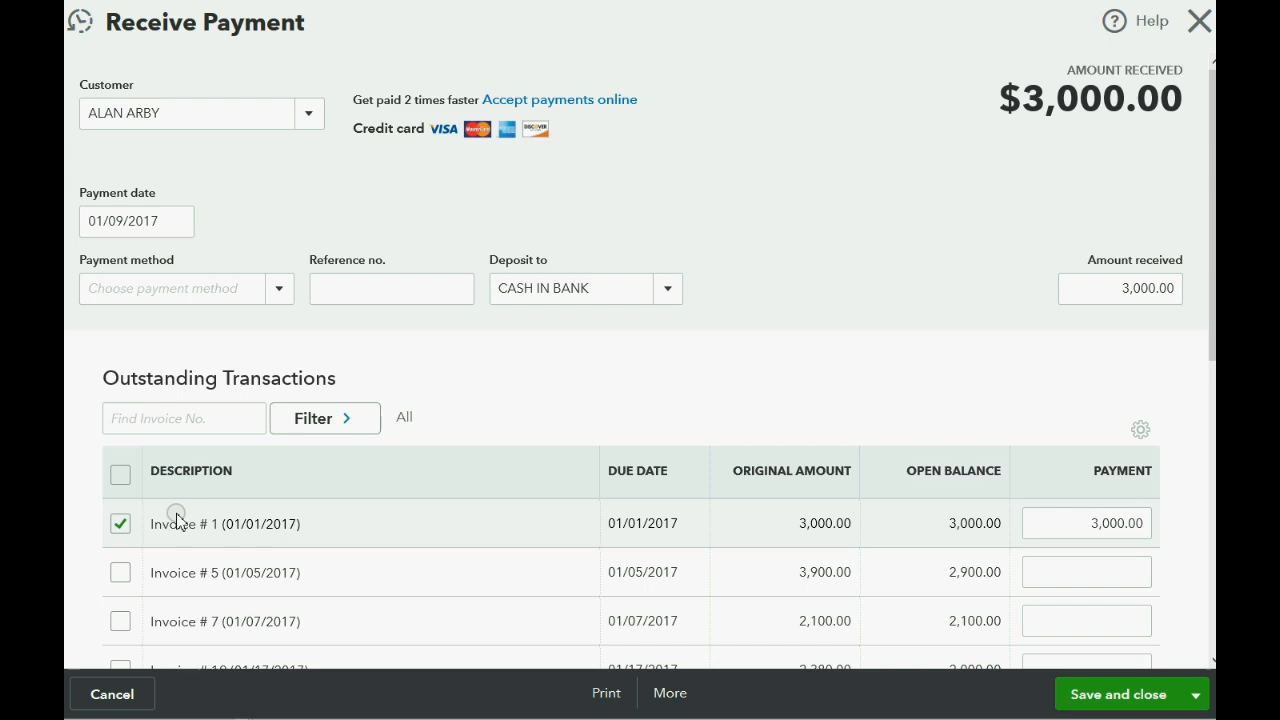 Receive Payment
Help
Customer
ALAN ARBY
Get paid 2 times faster Accept payments online
Credit card VISA MasterCard DISCOVER
AMOUNT RECEIVED
$3,000.00
Payment date
01/09/2017
Payment method
Reference no.
Deposit to
Amount received
Choose payment method
CASH IN BANK
3,000.00
Outstanding Transactions
Find Invoice No.
Filter >
All
DESCRIPTION DUE DATE ORIGINAL AMOUNT OPEN BALANCE PAYMENT
Invoice # 1 (01/01/2017) 01/01/2017 3,000.00 3,000.00 3,000.00
Invoice # 5 (01/05/2017) 01/05/2017 3,900.00 2,900.00
Invoice # 7 (01/07/2017) 01/07/2017 2,100.00 2,100.00
Cancel
Print
More
Save and close